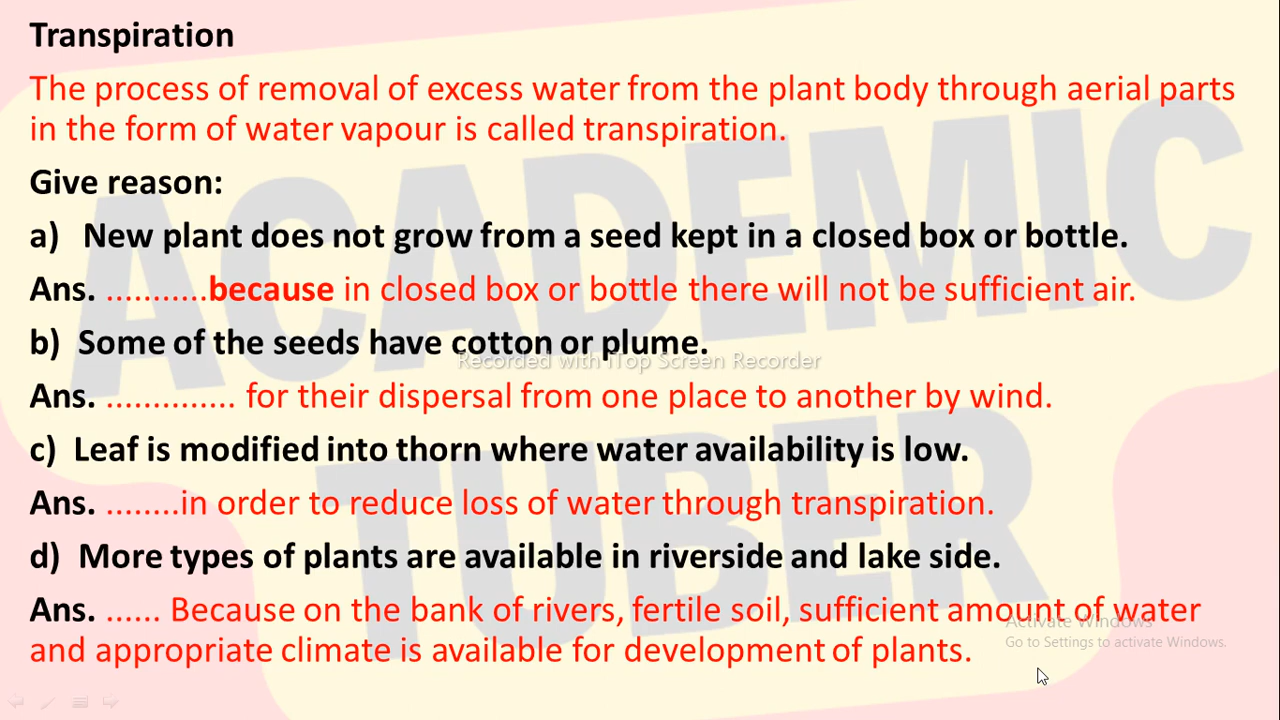 Transpiration
The process of removal of excess water from the plant body through aerial parts
in the form of water vapour is called transpiration.
Give reason:
a) New plant does not grow from a seed kept in a closed box or bottle.
Ans. ...........because in closed box or bottle there will not be sufficient air.
b) Some of the seeds have cotton or plume.
Recorded with iTop Screen Recorder
Ans. .............. for their dispersal from one place to another by wind.
c) Leaf is modified into thorn where water availability is low.
Ans. ........in order to reduce loss of water through transpiration.
d) More types of plants are available in riverside and lake side.
Ans. ...... Because on the bank of rivers, fertile soil, sufficient amount of water
and appropriate climate is available for development of plants.
Activate Windows
Go to Settings to activate Windows.
ACADEMIC
TUBER